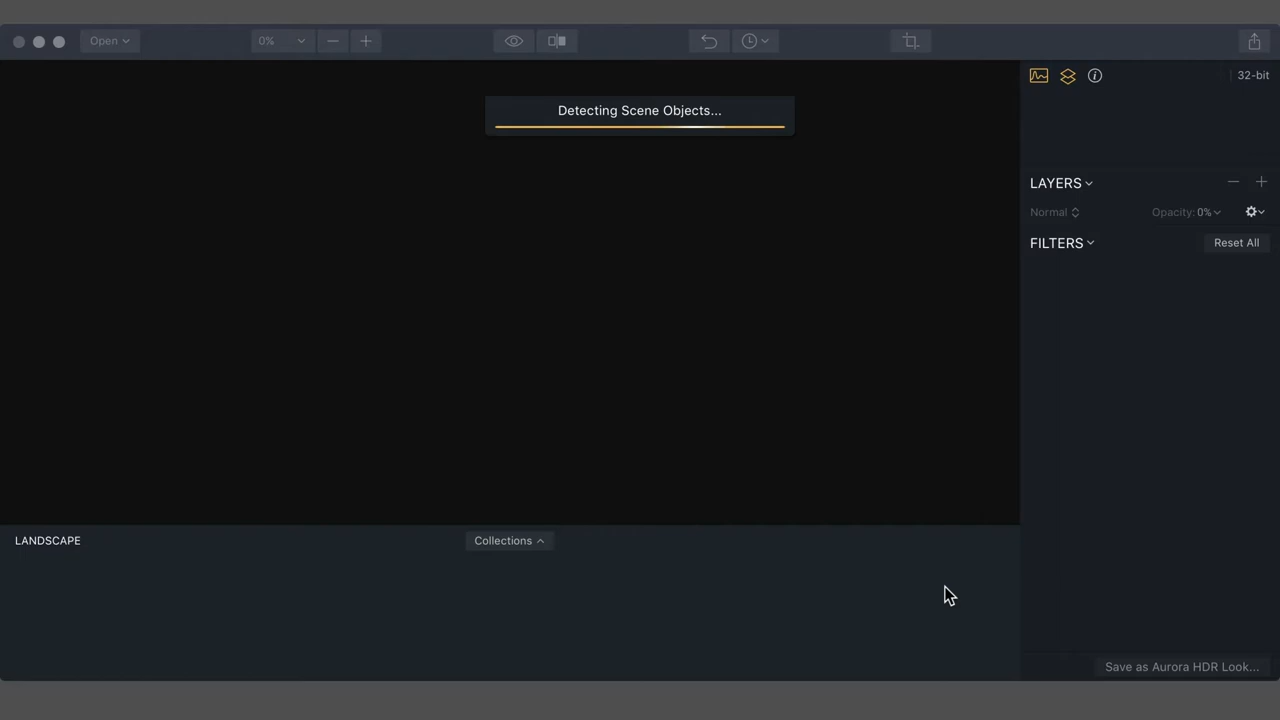 Open
0%
32-bit
Detecting Scene Objects...
LAYERS
Normal
Opacity: 0%
FILTERS
Reset All
LANDSCAPE
Collections
Save as Aurora HDR Look...